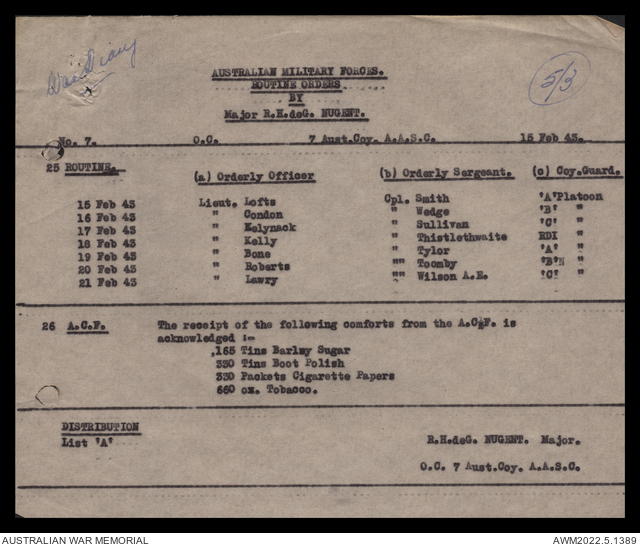 War Diary
5/3
AUSTRALIAN MILITARY FORCES.
ROUTINE ORDERS
BY
Major R.H.deG. NUGENT.
No. 7. O.C. 7 Aust.Coy. A.A.S.C. 15 Feb 43.
25 ROUTINE. (a) Orderly Officer (b) Orderly Sergeant. (c) Coy.Guard.
15 Feb 43 Lieut. Lofts Cpl. Smith 'A'Platoon
16 Feb 43 " Condon " Wedge 'B' "
17 Feb 43 " Kelynack " Sullivan 'C' "
18 Feb 43 " Kelly " Thistlethwaite RDI "
19 Feb 43 " Bone " Tylor 'A' "
20 Feb 43 " Roberts "" Toomby 'B'N "
21 Feb 43 " Lawry "" Wilson A.E. 'C' "
26 A.C.F. The receipt of the following comforts from the A.C.F. is
acknowledged :-
,165 Tins Barley Sugar
330 Tins Boot Polish
330 Packets Cigarette Papers
660 oz. Tobacco.
DISTRIBUTION
List 'A'
R.H.deG. NUGENT. Major.
O.C. 7 Aust.Coy. A.A.S.C.
AUSTRALIAN WAR MEMORIAL AWM2022.5.1389